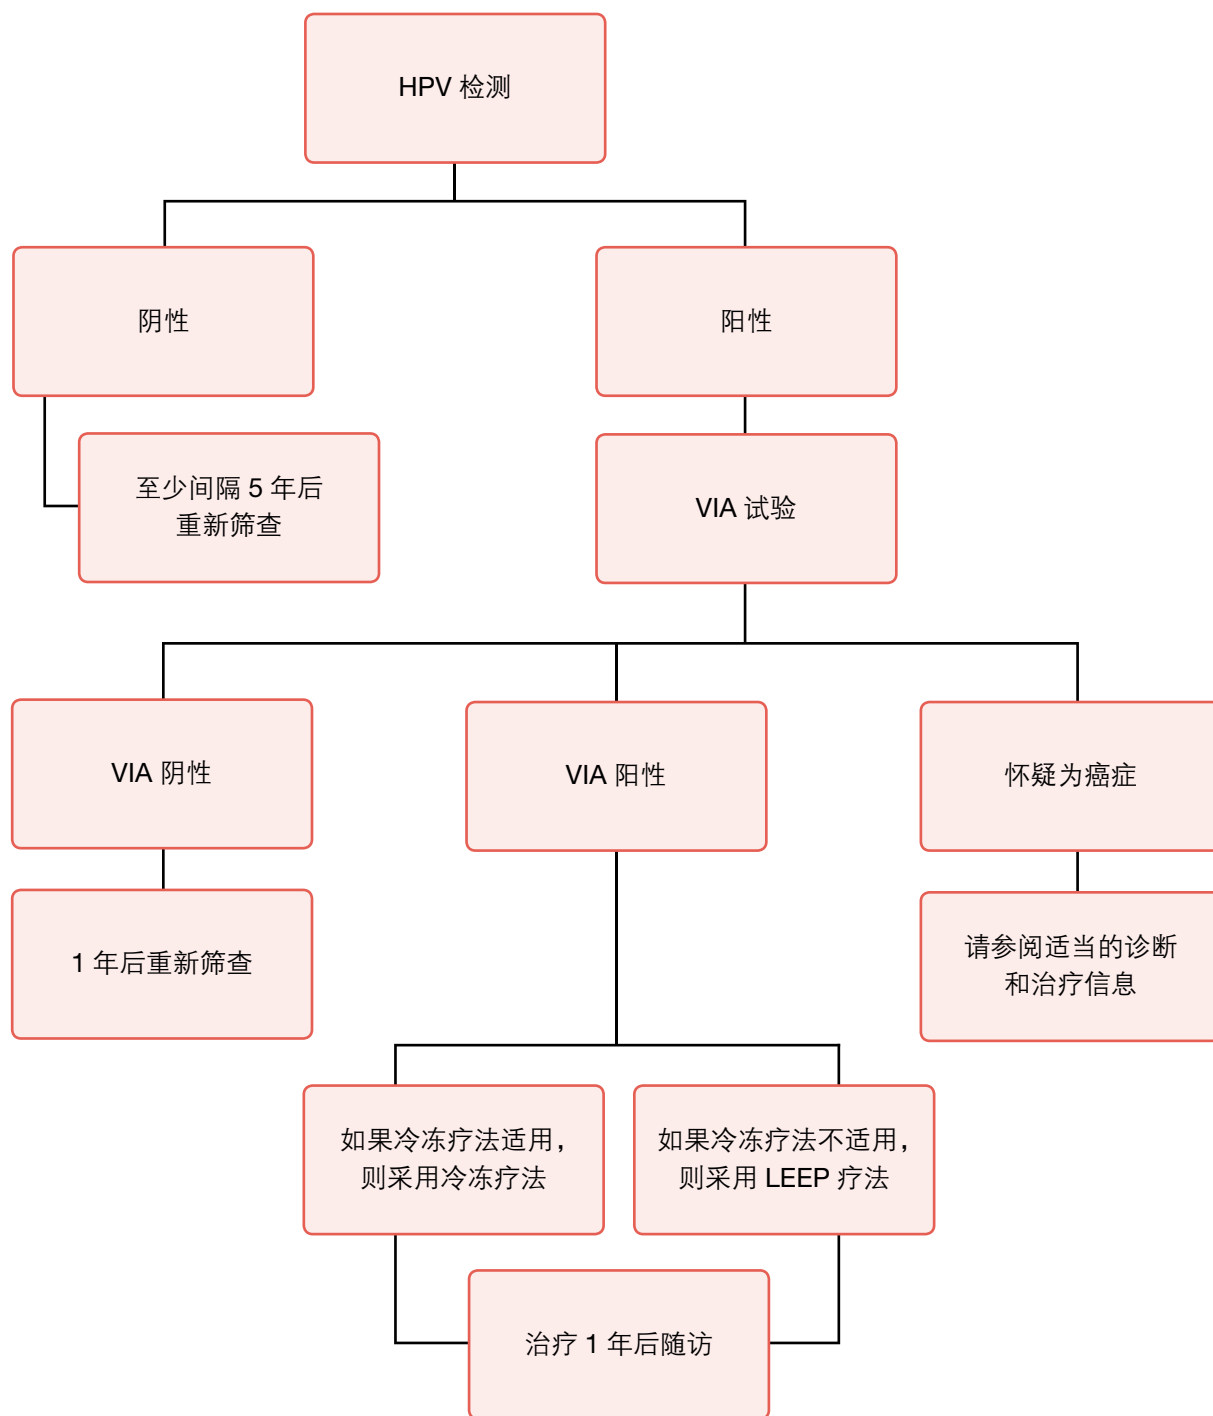 HPV 检测
阴性
阳性
至少间隔 5 年后
重新筛查
VIA 试验
VIA 阴性
VIA 阳性
怀疑为癌症
1 年后重新筛查
请参阅适当的诊断
和治疗信息
如果冷冻疗法适用，
则采用冷冻疗法
如果冷冻疗法不适用，
则采用 LEEP 疗法
治疗 1 年后随访